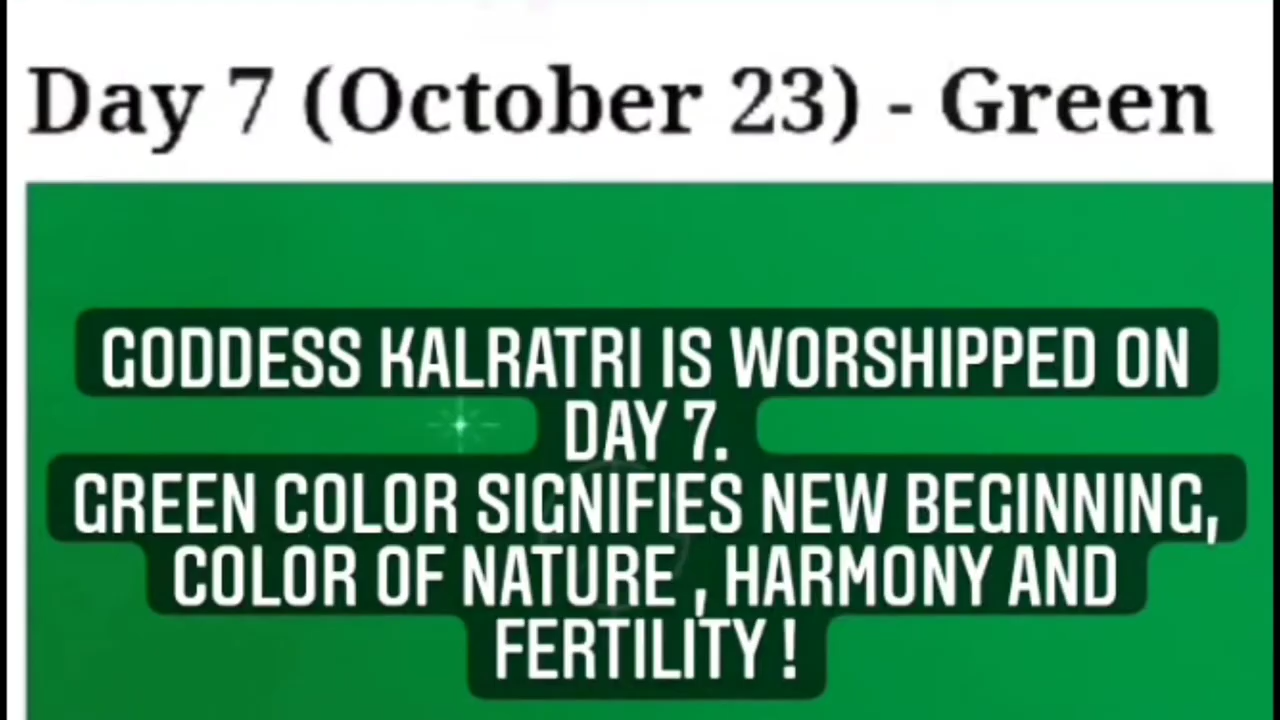 Day 7 (October 23) - Green
GODDESS KALRATRI IS WORSHIPPED ON
DAY 7.
GREEN COLOR SIGNIFIES NEW BEGINNING,
COLOR OF NATURE , HARMONY AND
FERTILITY !